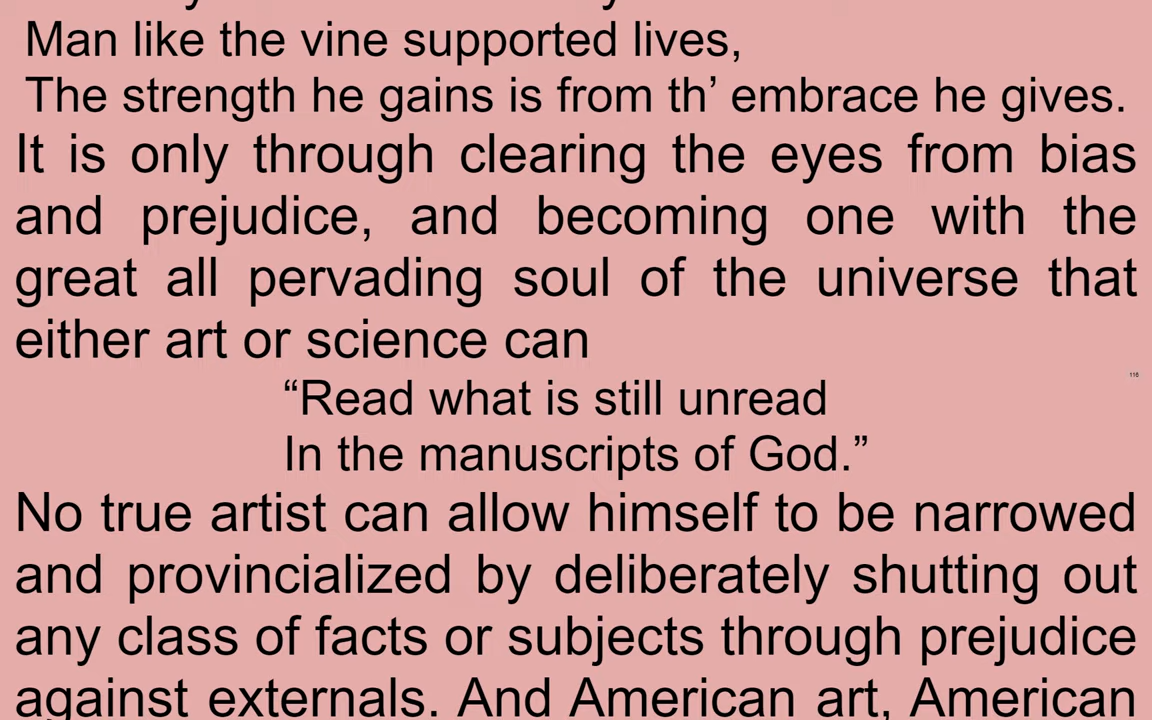 Man like the vine supported lives,
The strength he gains is from th’ embrace he gives.
It is only through clearing the eyes from bias
and prejudice, and becoming one with the
great all pervading soul of the universe that
either art or science can
116
“Read what is still unread
In the manuscripts of God.”
No true artist can allow himself to be narrowed
and provincialized by deliberately shutting out
any class of facts or subjects through prejudice
against externals. And American art, American